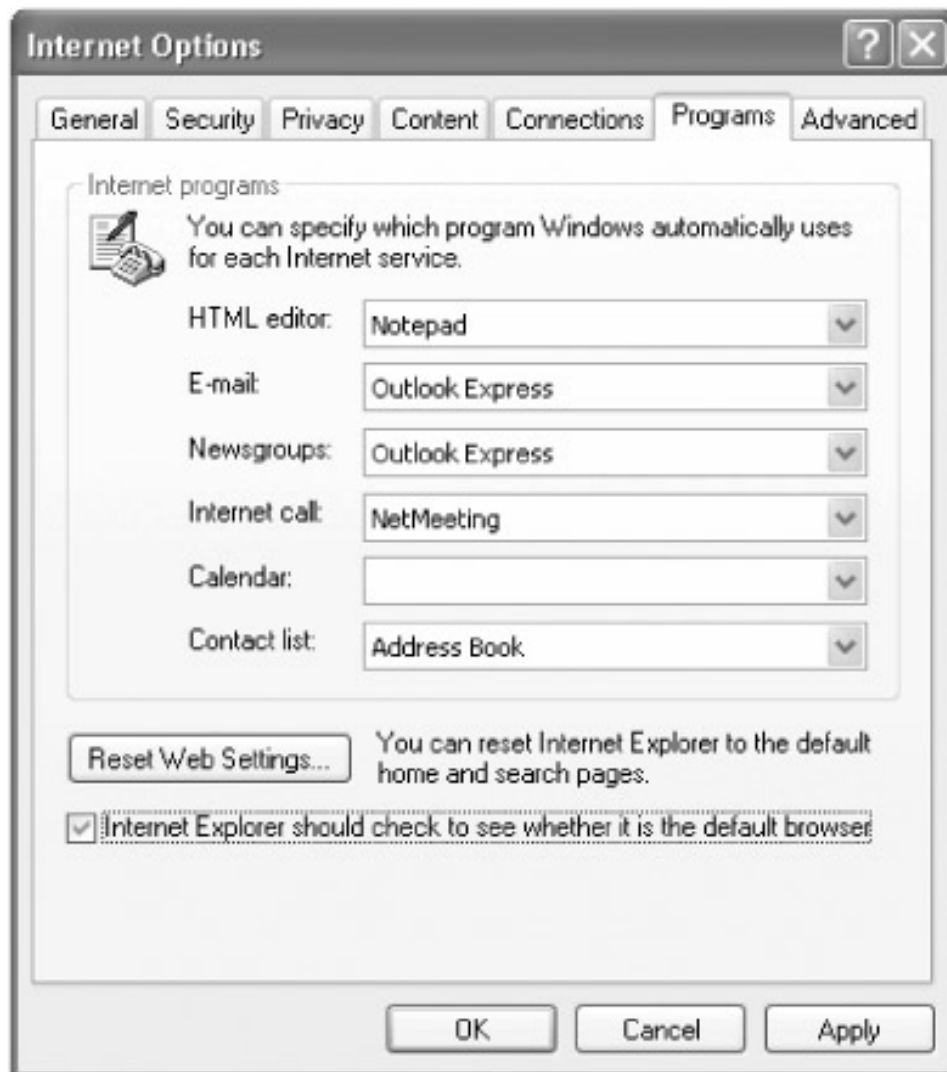 Internet Options
General Security Privacy Content Connections Programs Advanced
Internet programs
You can specify which program Windows automatically uses
for each Internet service.
HTML editor: Notepad
E-mail: Outlook Express
Newsgroups: Outlook Express
Internet call: NetMeeting
Calendar:
Contact list: Address Book
Reset Web Settings... You can reset Internet Explorer to the default
home and search pages.
Internet Explorer should check to see whether it is the default browser
OK Cancel Apply